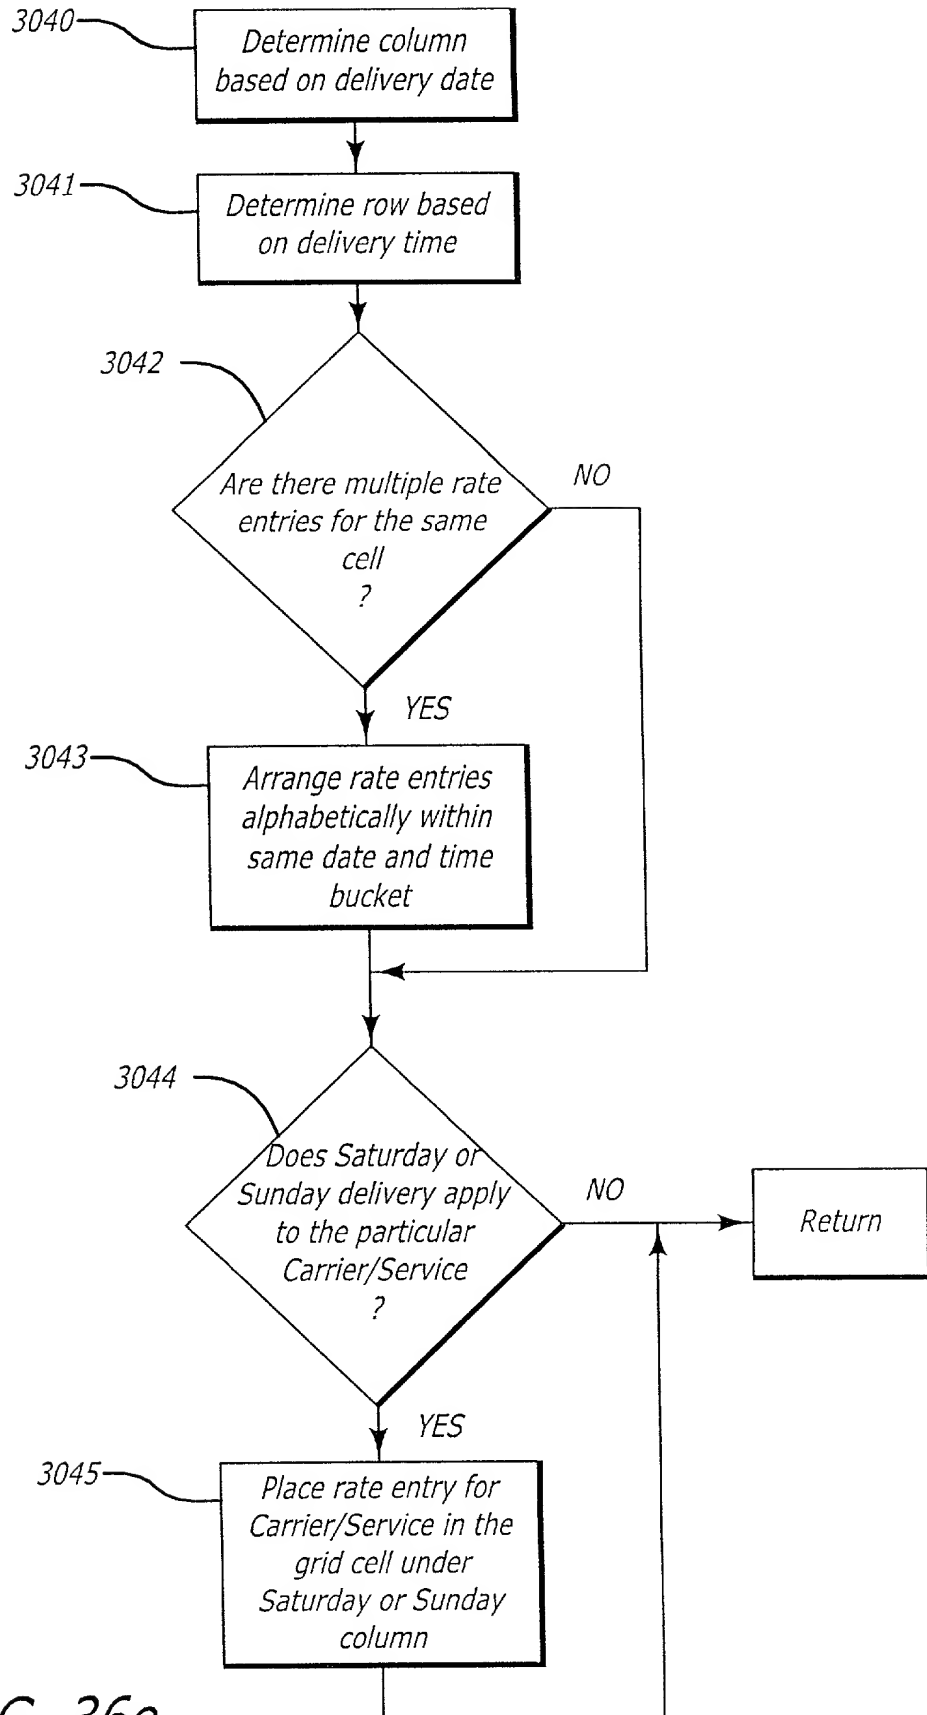 3040
Determine column
based on delivery date
3041
Determine row based
on delivery time
3042
Are there multiple rate
entries for the same
cell
?
NO
YES
3043
Arrange rate entries
alphabetically within
same date and time
bucket
3044
Does Saturday or
Sunday delivery apply
to the particular
Carrier/Service
?
NO
Return
YES
3045
Place rate entry for
Carrier/Service in the
grid cell under
Saturday or Sunday
column